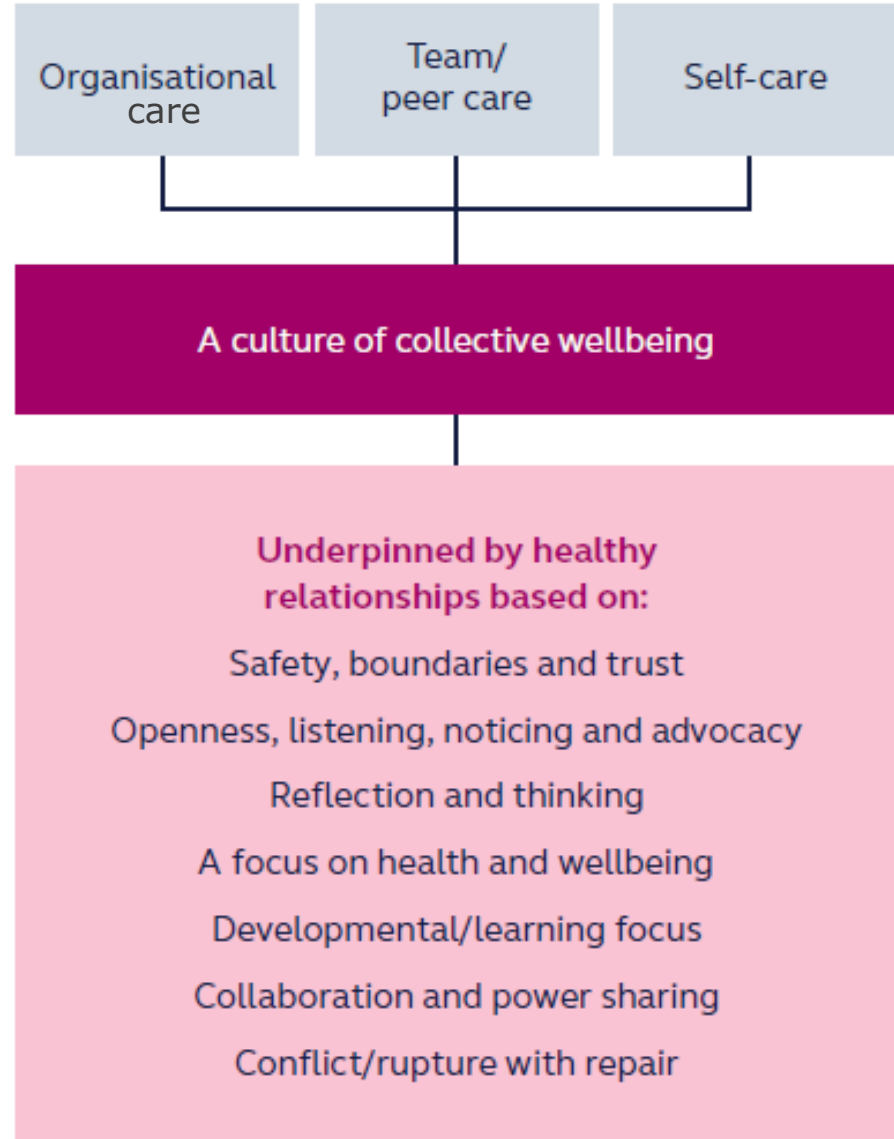 Organisational
care
Team/
peer care
Self-care
A culture of collective wellbeing
Underpinned by healthy
relationships based on:
Safety, boundaries and trust
Openness, listening, noticing and advocacy
Reflection and thinking
A focus on health and wellbeing
Developmental/learning focus
Collaboration and power sharing
Conflict/rupture with repair